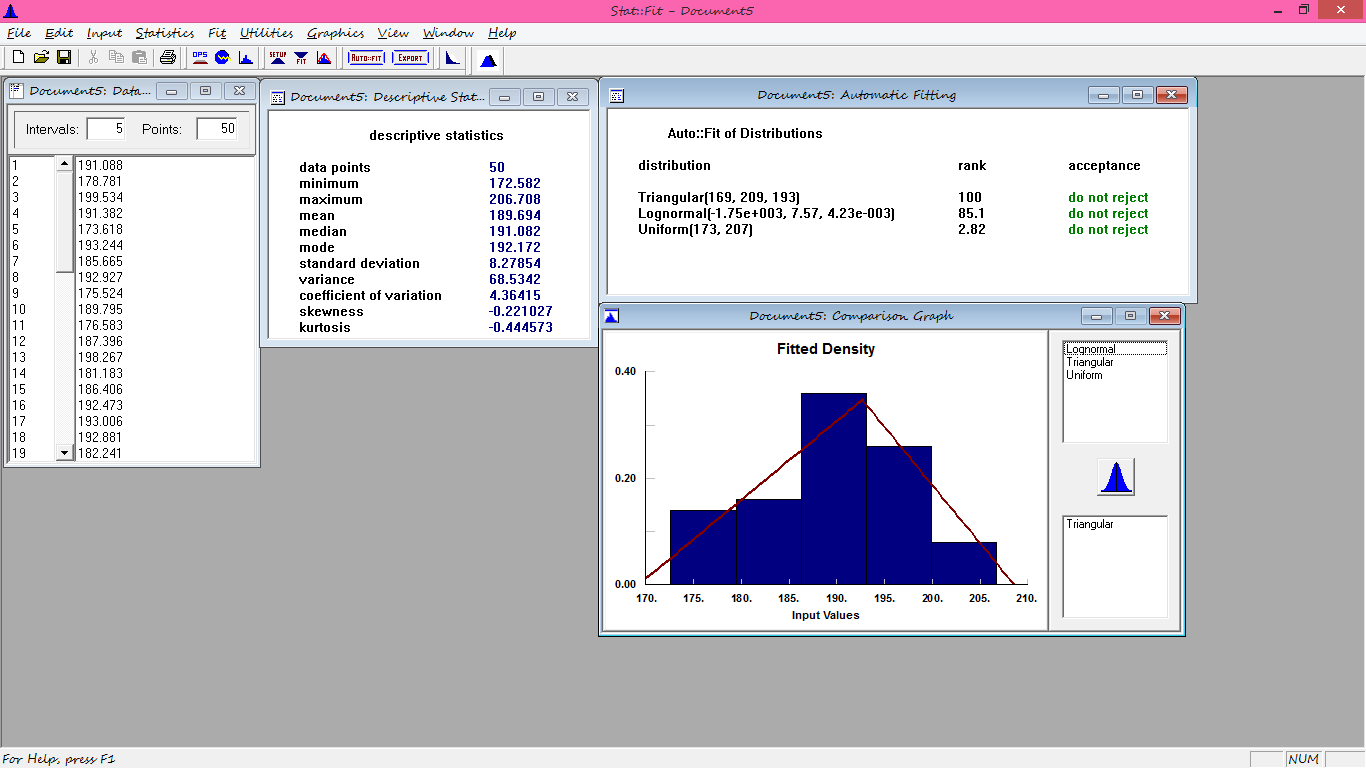 Stat::Fit - Document5
File Edit Input Statistics Fit Utilities Graphics View Window Help
OPS SETUP FIT AUTO::FIT EXPORT
Document5: Data...
Intervals: 5 Points: 50
1 191.088
2 178.781
3 199.534
4 191.382
5 173.618
6 193.244
7 185.665
8 192.927
9 175.524
10 189.795
11 176.583
12 187.396
13 198.267
14 181.183
15 186.406
16 192.473
17 193.006
18 192.881
19 182.241
Document5: Descriptive Stat...
descriptive statistics
data points 50
minimum 172.582
maximum 206.708
mean 189.694
median 191.082
mode 192.172
standard deviation 8.27854
variance 68.5342
coefficient of variation 4.36415
skewness -0.221027
kurtosis -0.444573
Document5: Automatic Fitting
Auto::Fit of Distributions
distribution rank acceptance
Triangular(169, 209, 193) 100 do not reject
Lognormal(-1.75e+003, 7.57, 4.23e-003) 85.1 do not reject
Uniform(173, 207) 2.82 do not reject
Document5: Comparison Graph
Fitted Density
0.40
0.20
0.00
170. 175. 180. 185. 190. 195. 200. 205. 210.
Input Values
Lognormal
Triangular
Uniform
Triangular
For Help, press F1
NUM